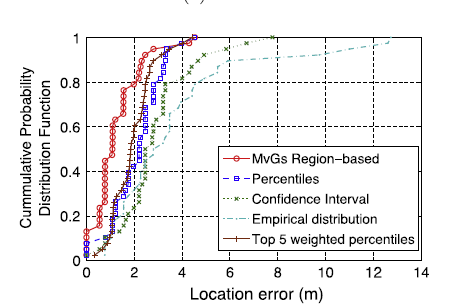 1
0.8
0.6
0.4
0.2
0
0 2 4 6 8 10 12 14
Cummulative Probability
Distribution Function
Location error (m)
MvGs Region-based
Percentiles
Confidence Interval
Empirical distribution
Top 5 weighted percentiles